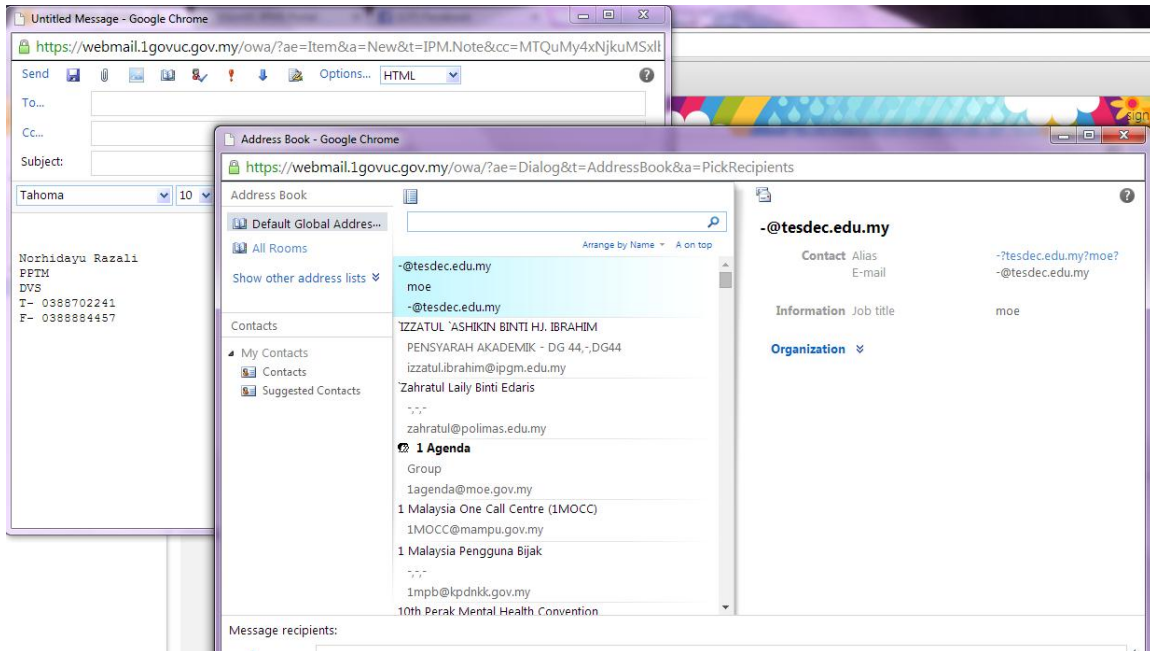 Untitled Message - Google Chrome
https://webmail.1govuc.gov.my/owa/?ae=Item&a=New&t=IPM.Note&cc=MTQuMy4xNjkuMSxlb
Send Options... HTML
To...
Cc...
Subject:
Tahoma 10
Norhidayu Razali
PPTM
DVS
T- 0388702241
F- 0388884457
sign
Address Book - Google Chrome
https://webmail.1govuc.gov.my/owa/?ae=Dialog&t=AddressBook&a=PickRecipients
Address Book
Default Global Addres...
All Rooms
Show other address lists
Contacts
My Contacts
Contacts
Suggested Contacts
Arrange by Name A on top
-@tesdec.edu.my
moe
-@tesdec.edu.my
`IZZATUL `ASHIKIN BINTI HJ. IBRAHIM
PENSYARAH AKADEMIK - DG 44,-,DG44
izzatul.ibrahim@ipgm.edu.my
`Zahratul Laily Binti Edaris
-,-,-
zahratul@polimas.edu.my
1 Agenda
Group
1agenda@moe.gov.my
1 Malaysia One Call Centre (1MOCC)
1MOCC@mampu.gov.my
1 Malaysia Pengguna Bijak
-,-,-
1mpb@kpdnkk.gov.my
10th Perak Mental Health Convention
-@tesdec.edu.my
Contact Alias -?tesdec.edu.my?moe?
E-mail -@tesdec.edu.my
Information Job title moe
Organization
Message recipients: